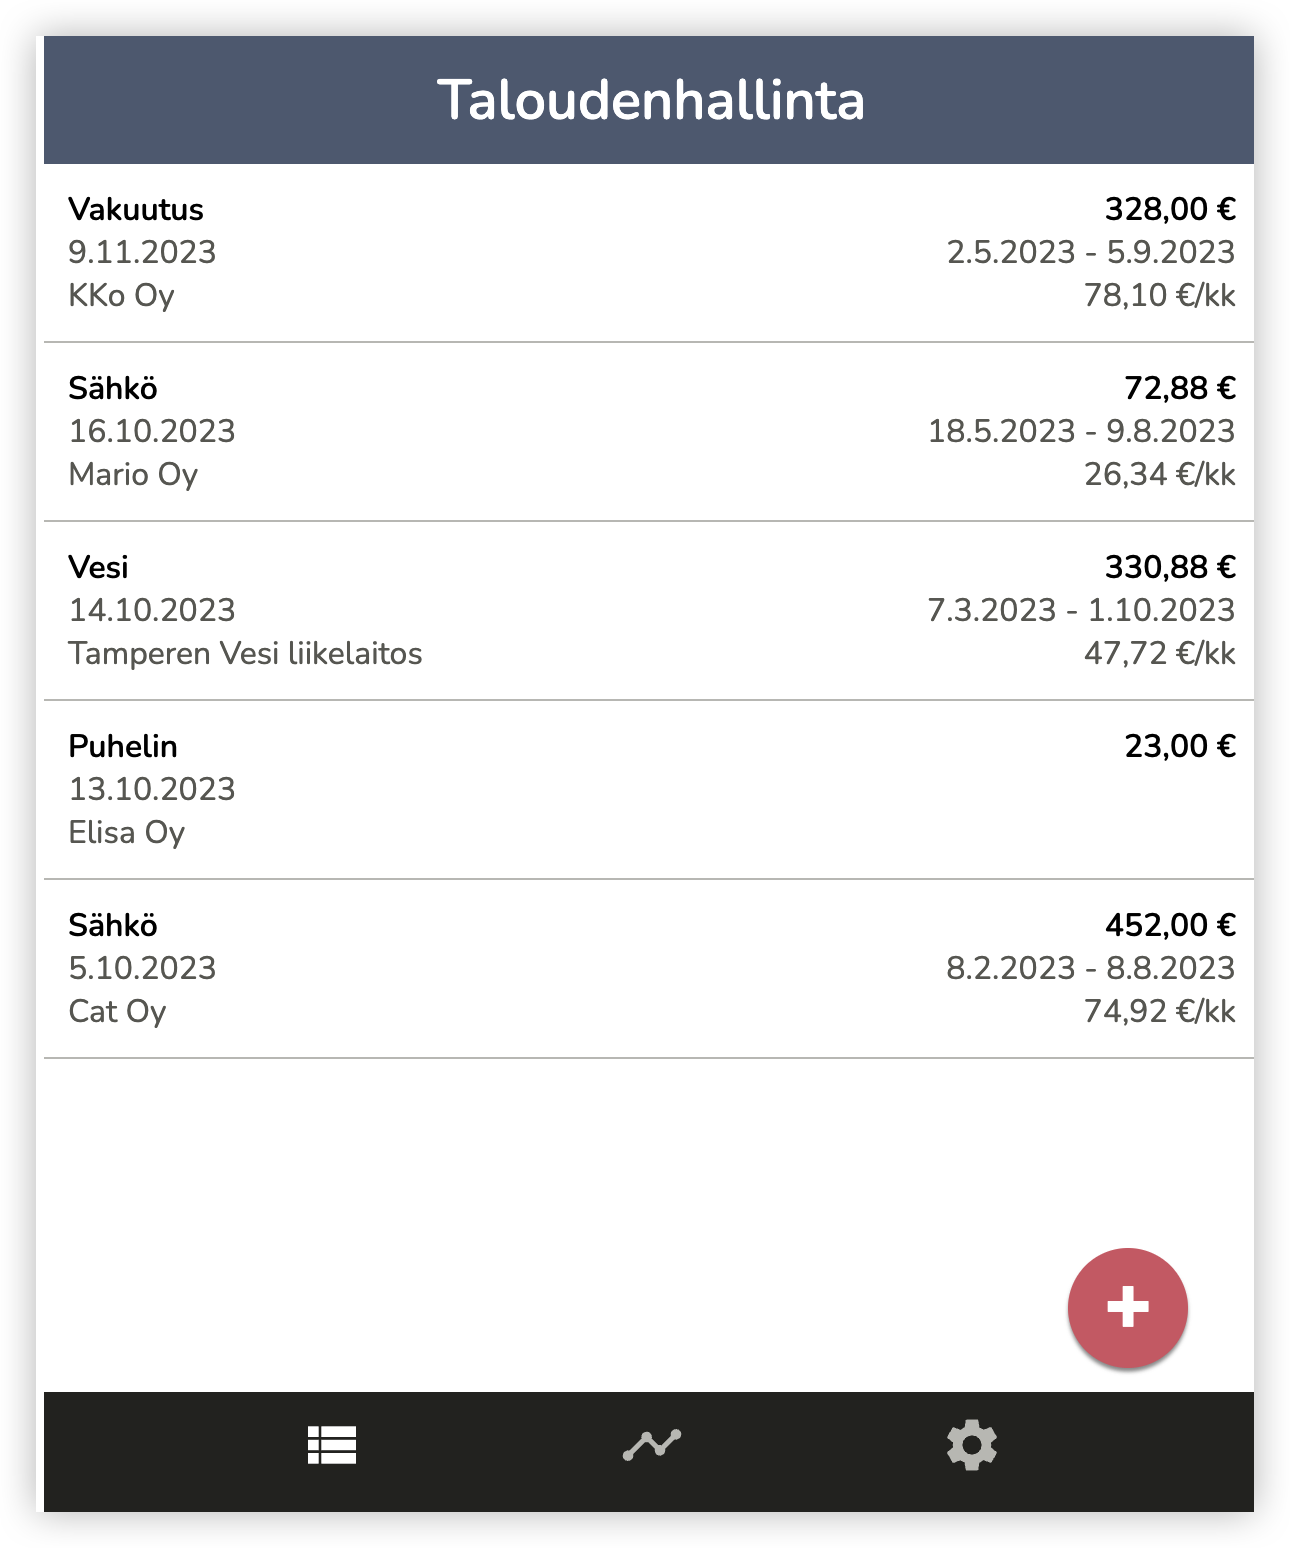 Taloudenhallinta
Vakuutus 328,00 €
9.11.2023 2.5.2023 - 5.9.2023
KKo Oy 78,10 €/kk
Sähkö 72,88 €
16.10.2023 18.5.2023 - 9.8.2023
Mario Oy 26,34 €/kk
Vesi 330,88 €
14.10.2023 7.3.2023 - 1.10.2023
Tamperen Vesi liikelaitos 47,72 €/kk
Puhelin 23,00 €
13.10.2023
Elisa Oy
Sähkö 452,00 €
5.10.2023 8.2.2023 - 8.8.2023
Cat Oy 74,92 €/kk